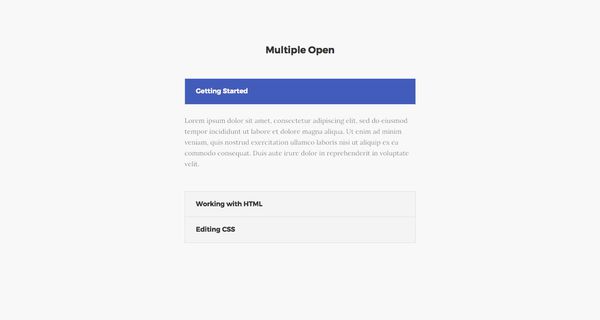 Multiple Open
Getting Started
Lorem ipsum dolor sit amet, consectetur adipiscing elit, sed do eiusmod
tempor incididunt ut labore et dolore magna aliqua. Ut enim ad minim
veniam, quis nostrud exercitation ullamco laboris nisi ut aliquip ex ea
commodo consequat. Duis aute irure dolor in reprehenderit in voluptate
velit.
Working with HTML
Editing CSS